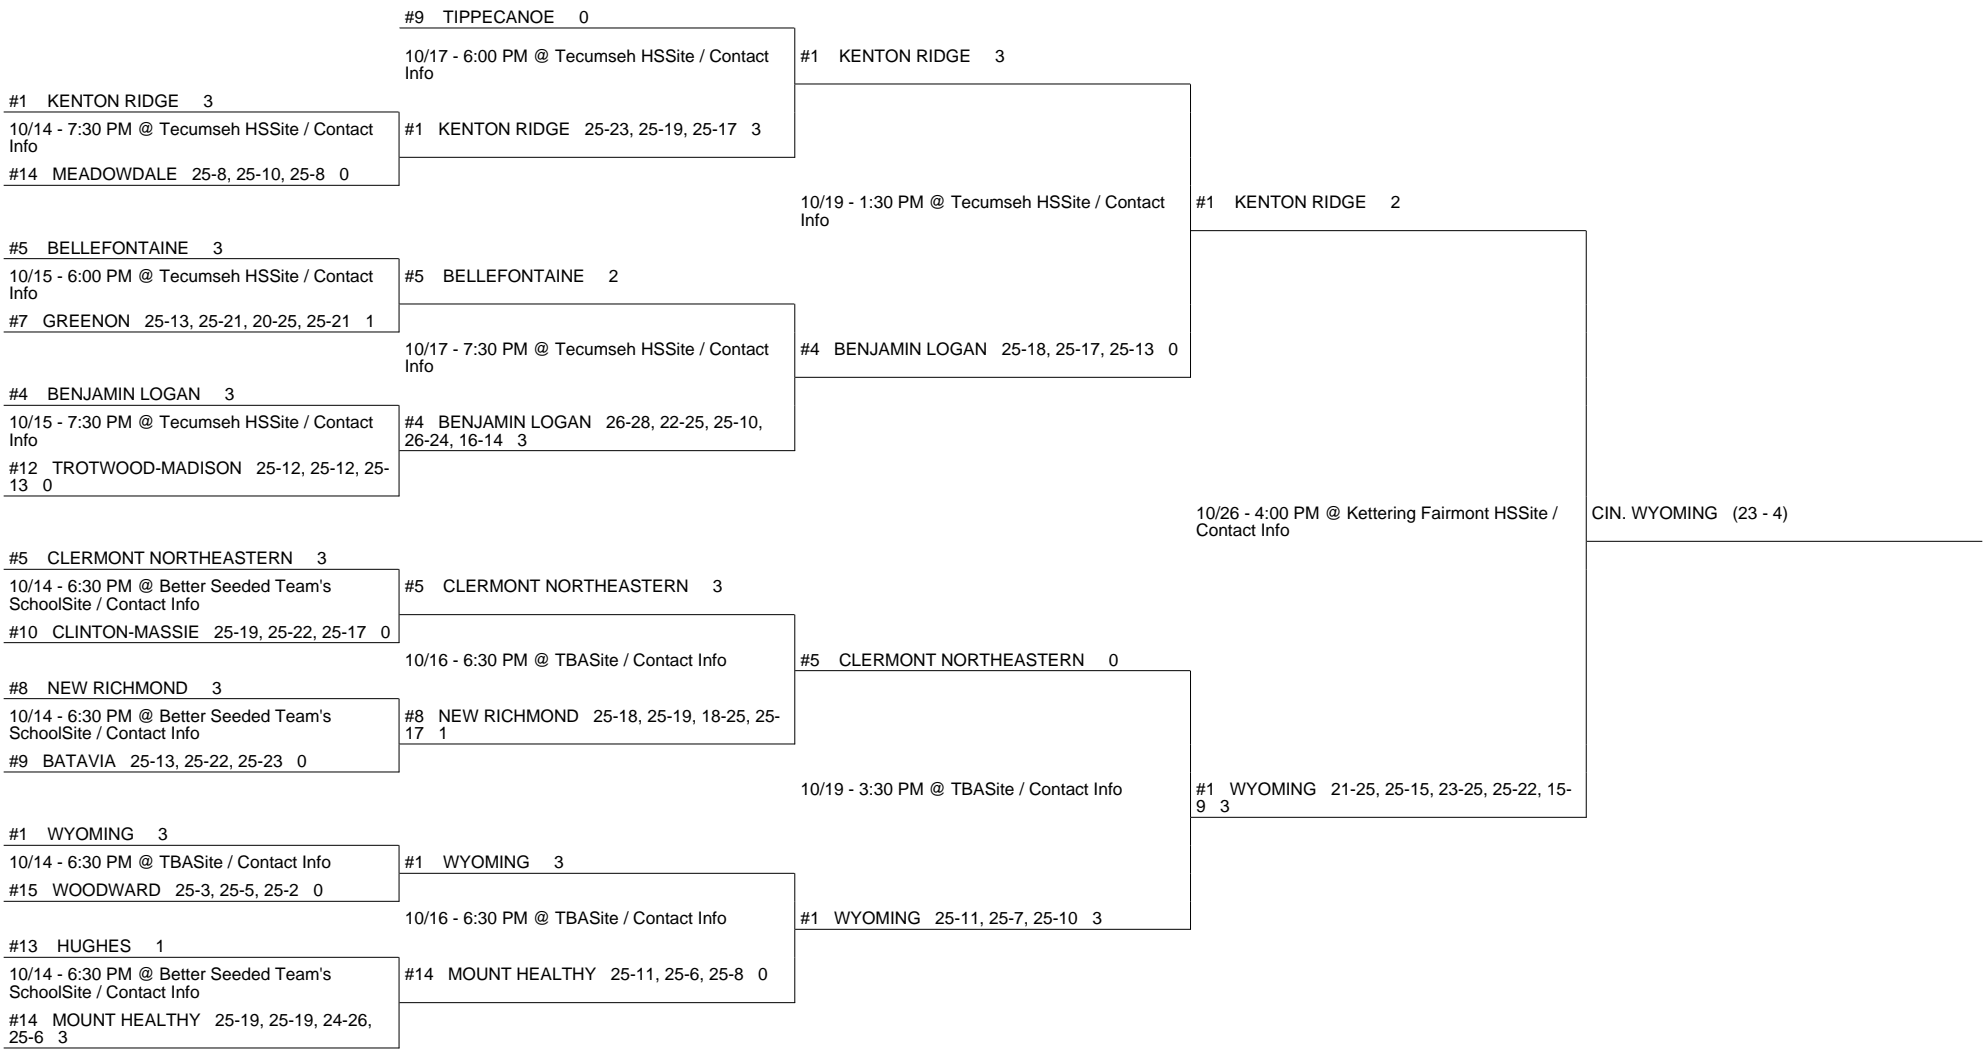 #9 TIPPECANOE 0
10/17 - 6:00 PM @ Tecumseh HSSite / Contact
Info
#1 KENTON RIDGE 3
#1 KENTON RIDGE 3
10/14 - 7:30 PM @ Tecumseh HSSite / Contact
Info
#14 MEADOWDALE 25-8, 25-10, 25-8 0
#1 KENTON RIDGE 25-23, 25-19, 25-17 3
10/19 - 1:30 PM @ Tecumseh HSSite / Contact
Info
#1 KENTON RIDGE 2
#5 BELLEFONTAINE 3
10/15 - 6:00 PM @ Tecumseh HSSite / Contact
Info
#7 GREENON 25-13, 25-21, 20-25, 25-21 1
#5 BELLEFONTAINE 2
10/17 - 7:30 PM @ Tecumseh HSSite / Contact
Info
#4 BENJAMIN LOGAN 25-18, 25-17, 25-13 0
#4 BENJAMIN LOGAN 3
10/15 - 7:30 PM @ Tecumseh HSSite / Contact
Info
#12 TROTWOOD-MADISON 25-12, 25-12, 25-
13 0
#4 BENJAMIN LOGAN 26-28, 22-25, 25-10,
26-24, 16-14 3
10/26 - 4:00 PM @ Kettering Fairmont HSSite /
Contact Info
CIN. WYOMING (23 - 4)
#5 CLERMONT NORTHEASTERN 3
10/14 - 6:30 PM @ Better Seeded Team's
SchoolSite / Contact Info
#10 CLINTON-MASSIE 25-19, 25-22, 25-17 0
#5 CLERMONT NORTHEASTERN 3
10/16 - 6:30 PM @ TBASite / Contact Info
#5 CLERMONT NORTHEASTERN 0
#8 NEW RICHMOND 3
10/14 - 6:30 PM @ Better Seeded Team's
SchoolSite / Contact Info
#9 BATAVIA 25-13, 25-22, 25-23 0
#8 NEW RICHMOND 25-18, 25-19, 18-25, 25-
17 1
10/19 - 3:30 PM @ TBASite / Contact Info
#1 WYOMING 21-25, 25-15, 23-25, 25-22, 15-
9 3
#1 WYOMING 3
10/14 - 6:30 PM @ TBASite / Contact Info
#15 WOODWARD 25-3, 25-5, 25-2 0
#1 WYOMING 3
10/16 - 6:30 PM @ TBASite / Contact Info
#1 WYOMING 25-11, 25-7, 25-10 3
#13 HUGHES 1
10/14 - 6:30 PM @ Better Seeded Team's
SchoolSite / Contact Info
#14 MOUNT HEALTHY 25-19, 25-19, 24-26,
25-6 3
#14 MOUNT HEALTHY 25-11, 25-6, 25-8 0